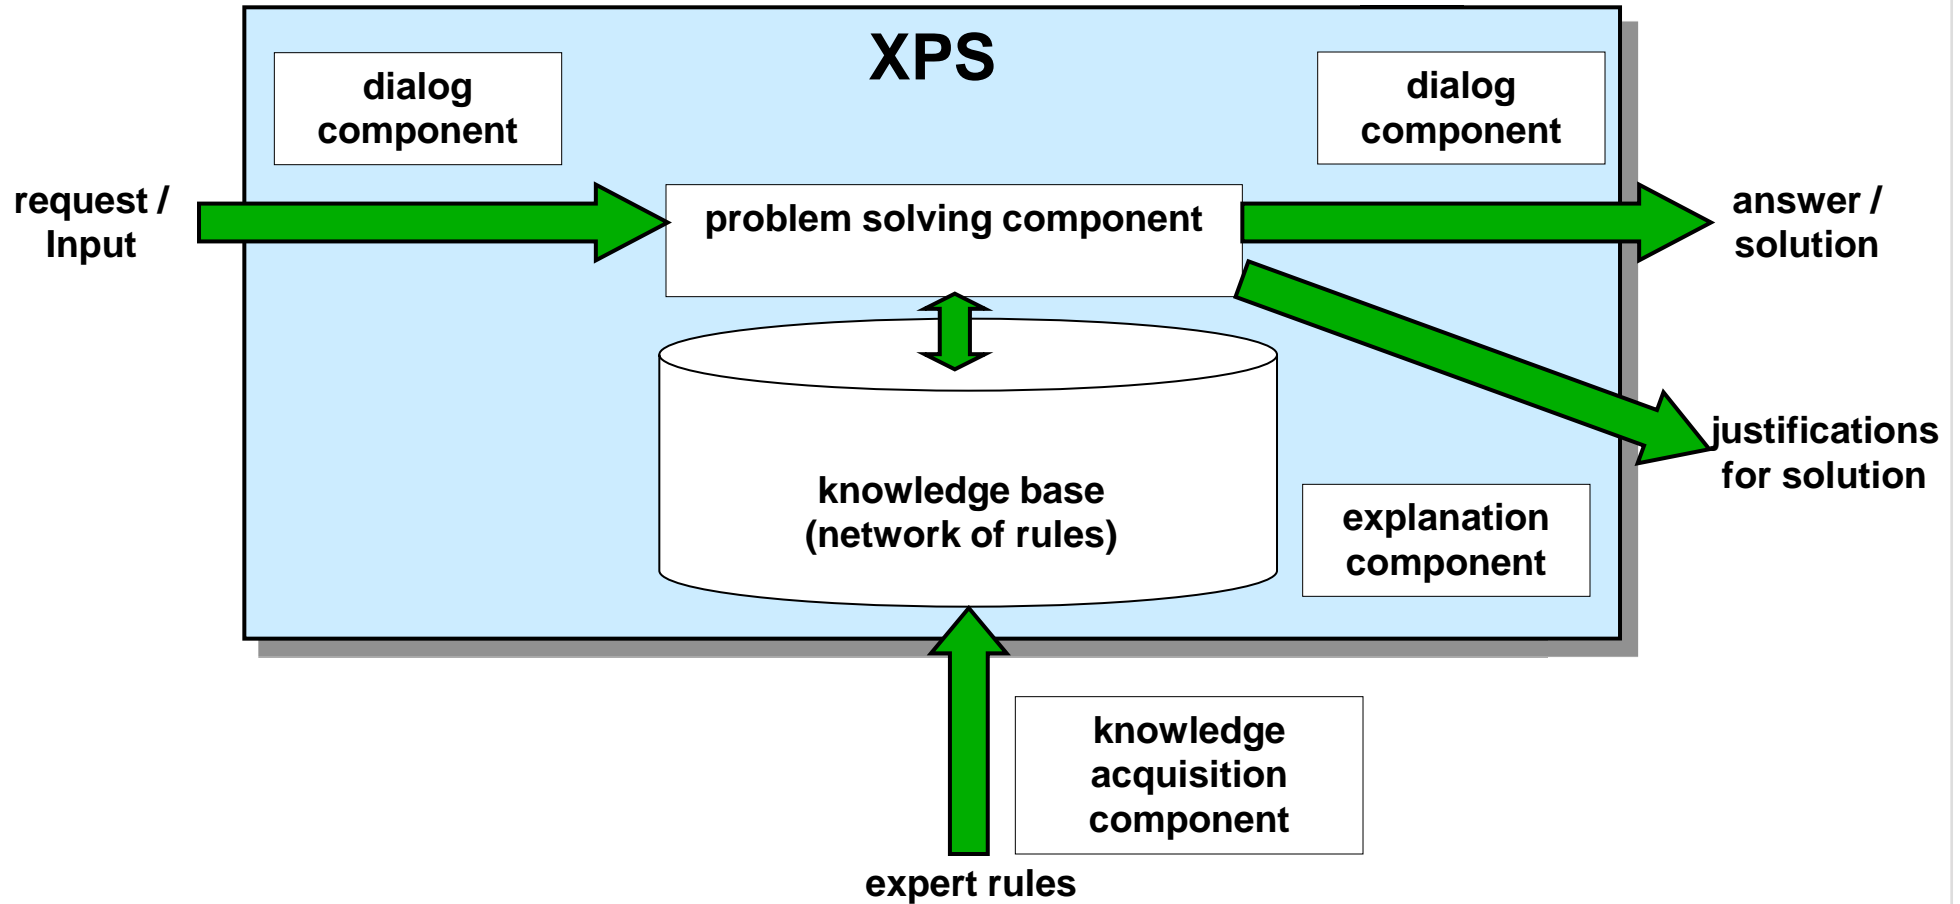 XPS
dialog
component
dialog
component
request /
Input
problem solving component
answer /
solution
justifications
for solution
knowledge base
(network of rules)
explanation
component
knowledge
acquisition
component
expert rules